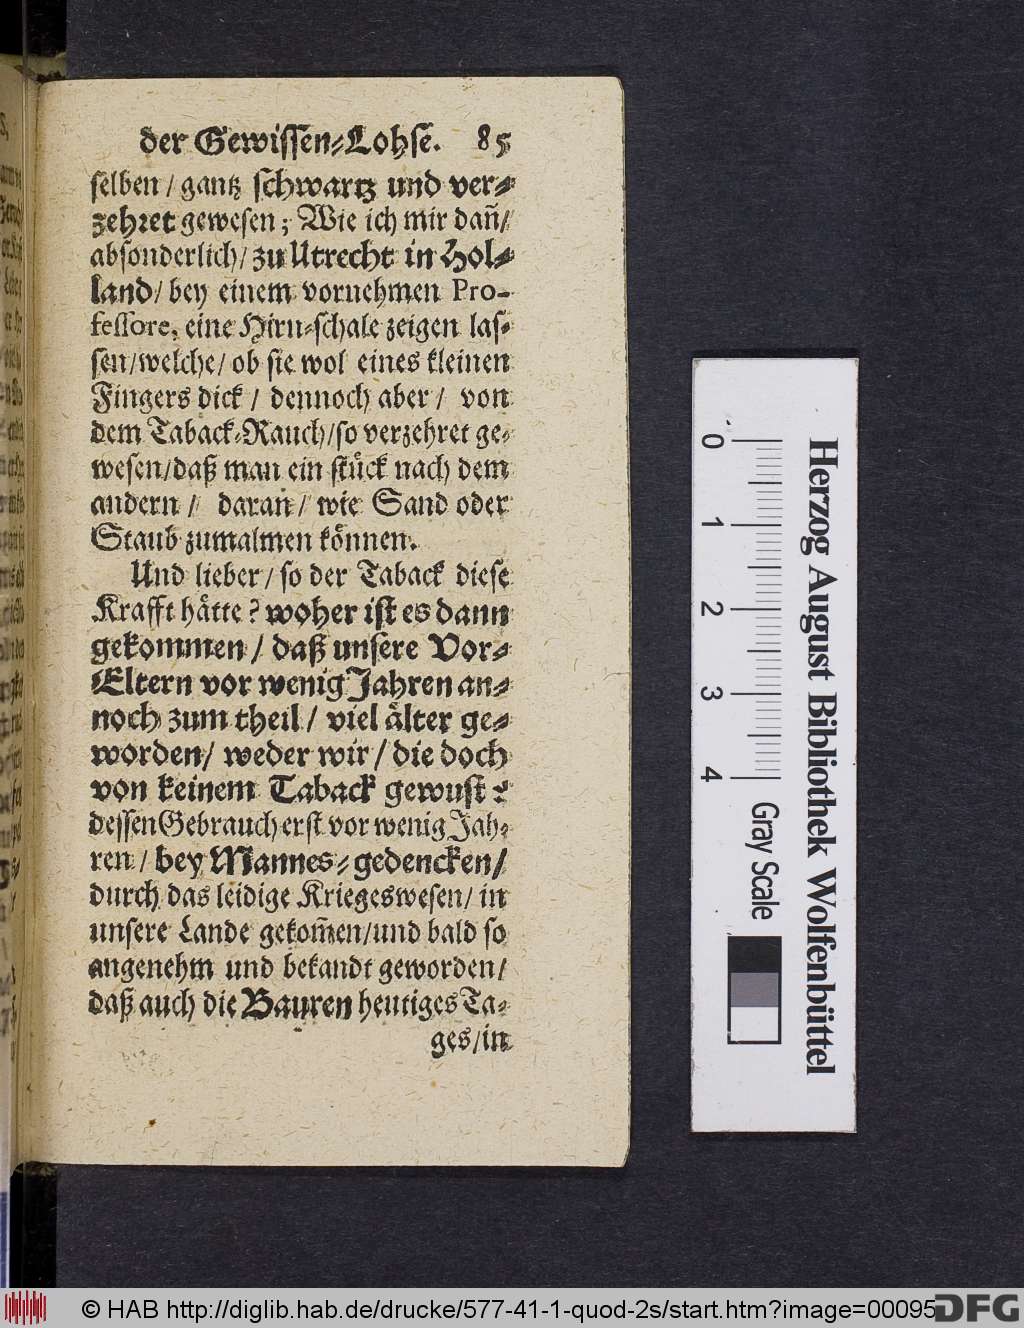 der Gewissen-Lohse. 85
selben / gantz schwartz und ver-
zehret gewesen; Wie ich mir dañ/
absonderlich / zu Utrecht in Hol-
land / bey einem vornehmen Pro-
fessore, eine Hirn-schale zeigen las-
sen/welche / ob sie wol eines kleinen
Fingers dick / dennoch aber / von
dem Taback-Rauch/so verzehret ge-
wesen/daß man ein stück nach dem
andern / daran / wie Sand oder
Staub zumalmen können.
Und lieber / so der Taback diese
Krafft hätte? woher ist es dann
gekommen / daß unsere Vor-
Eltern vor wenig Jahren an-
noch zum theil / viel älter ge-
worden / weder wir / die doch
von keinem Taback gewust?
dessen Gebrauch erst vor wenig Jah-
ren / bey Mannes-gedencken /
durch das leidige Kriegeswesen / in
unsere Lande gekom̃en/und bald so
angenehm und bekandt geworden /
daß auch die Bauren heutiges Ta-
ges / in
0 1 2 3 4
Gray Scale
Herzog August Bibliothek Wolfenbüttel
© HAB http://diglib.hab.de/drucke/577-41-1-quod-2s/start.htm?image=00095
DFG